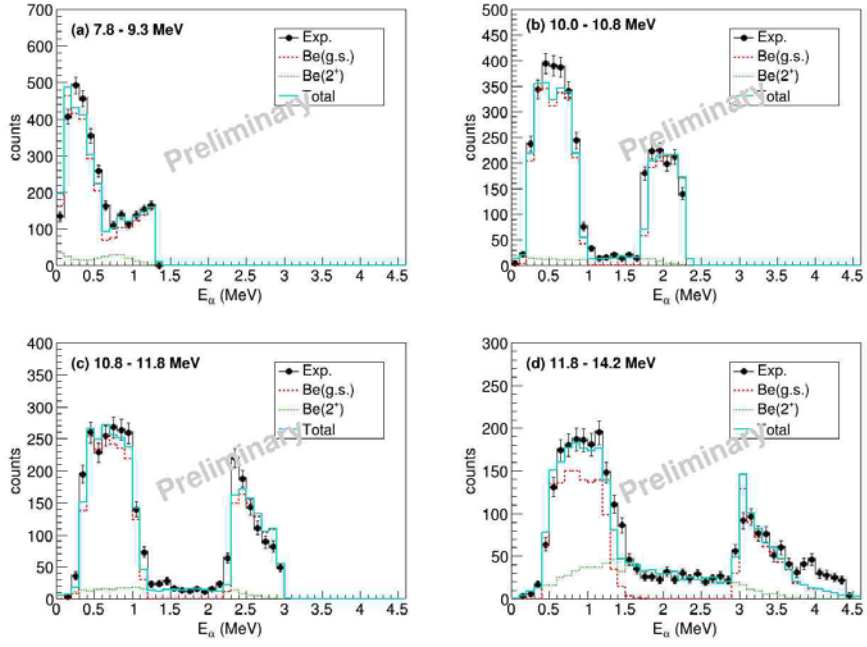 700
600
500
400
300
200
100
0
counts
(a) 7.8 - 9.3 MeV
Exp.
Be(g.s.)
Be(2⁺)
Total
Preliminary
0 0.5 1 1.5 2 2.5 3 3.5 4 4.5
Eα (MeV)
500
450
400
350
300
250
200
150
100
50
0
counts
(b) 10.0 - 10.8 MeV
Exp.
Be(g.s.)
Be(2⁺)
Total
Preliminary
0 0.5 1 1.5 2 2.5 3 3.5 4 4.5
Eα (MeV)
400
350
300
250
200
150
100
50
0
counts
(c) 10.8 - 11.8 MeV
Exp.
Be(g.s.)
Be(2⁺)
Total
Preliminary
0 0.5 1 1.5 2 2.5 3 3.5 4 4.5
Eα (MeV)
300
250
200
150
100
50
0
counts
(d) 11.8 - 14.2 MeV
Exp.
Be(g.s.)
Be(2⁺)
Total
Preliminary
0 0.5 1 1.5 2 2.5 3 3.5 4 4.5
Eα (MeV)